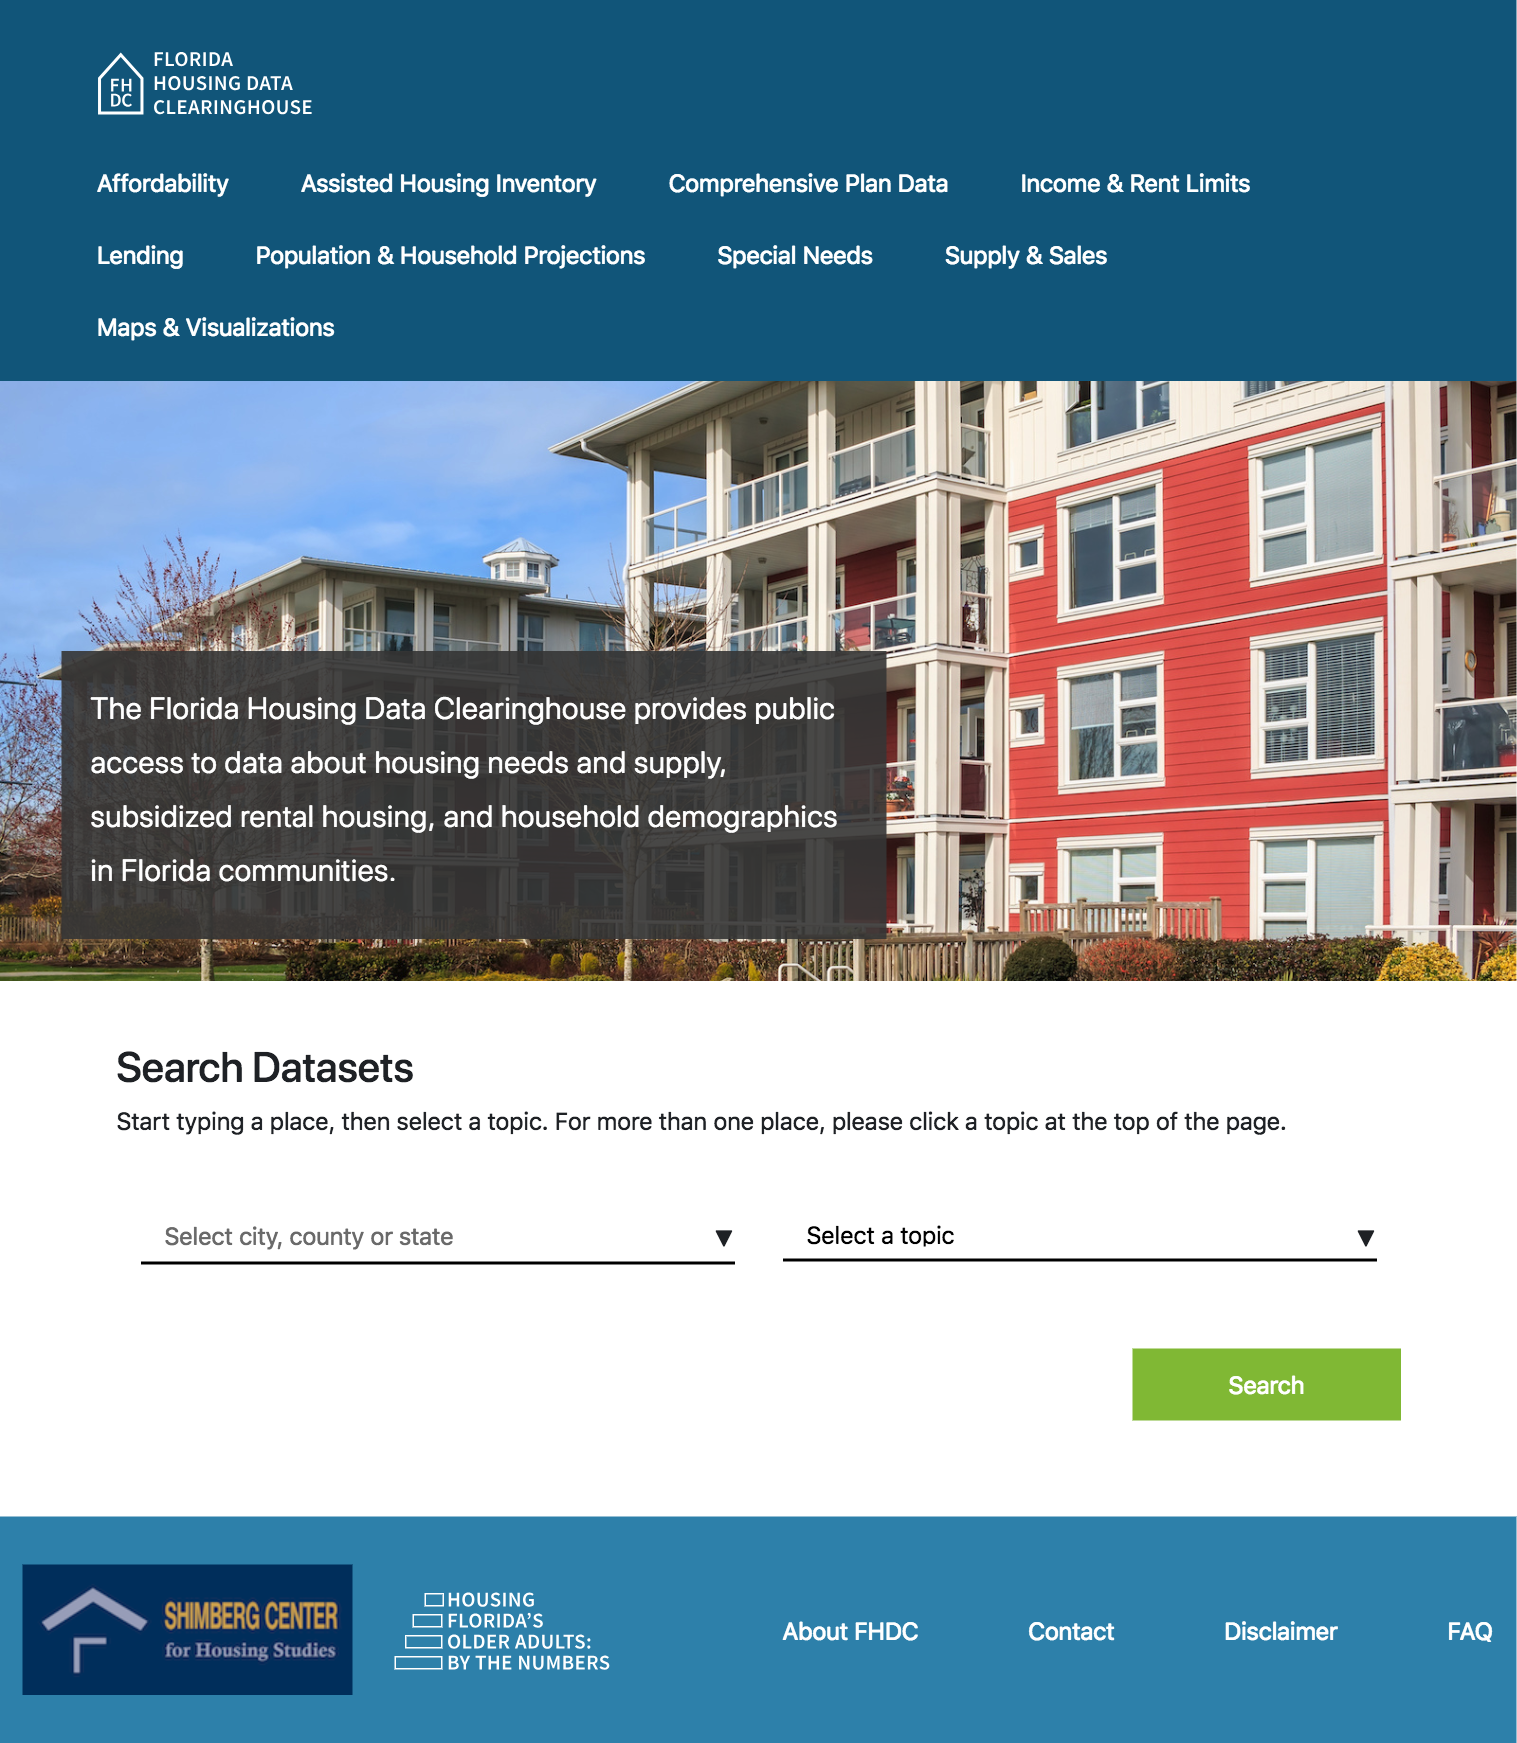 FH
DC
FLORIDA
HOUSING DATA
CLEARINGHOUSE
Affordability
Assisted Housing Inventory
Comprehensive Plan Data
Income & Rent Limits
Lending
Population & Household Projections
Special Needs
Supply & Sales
Maps & Visualizations
The Florida Housing Data Clearinghouse provides public
access to data about housing needs and supply,
subsidized rental housing, and household demographics
in Florida communities.
Search Datasets
Start typing a place, then select a topic. For more than one place, please click a topic at the top of the page.
Select city, county or state
Select a topic
Search
SHIMBERG CENTER
for Housing Studies
HOUSING
FLORIDA'S
OLDER ADULTS:
BY THE NUMBERS
About FHDC
Contact
Disclaimer
FAQ